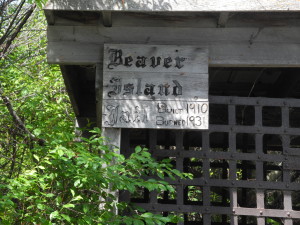 Beaver
Island
Jail Built 1910
Burned 1931